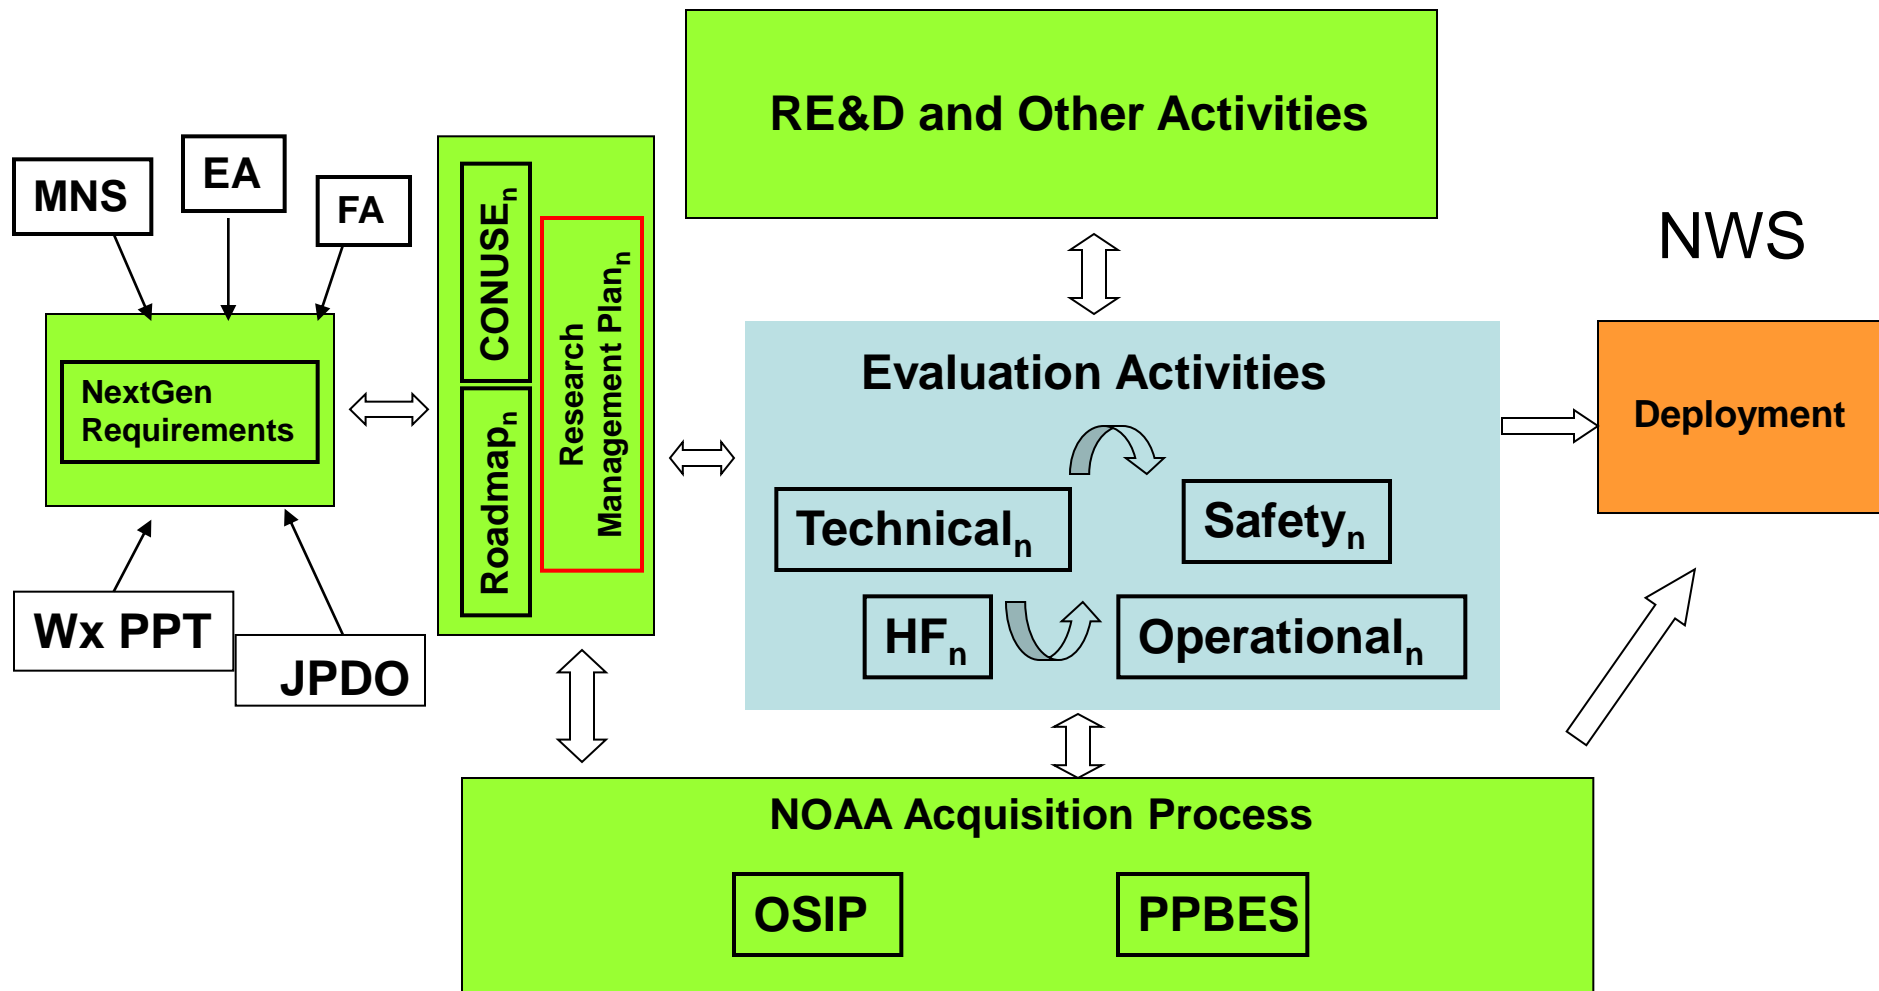 RE&D and Other Activities
MNS
EA
FA
NWS
NextGen
Requirements
CONUSEn
Roadmapn
Research
Management Plann
Evaluation Activities
Technicaln
Safetyn
HFn
Operationaln
Deployment
Wx PPT
JPDO
NOAA Acquisition Process
OSIP
PPBES